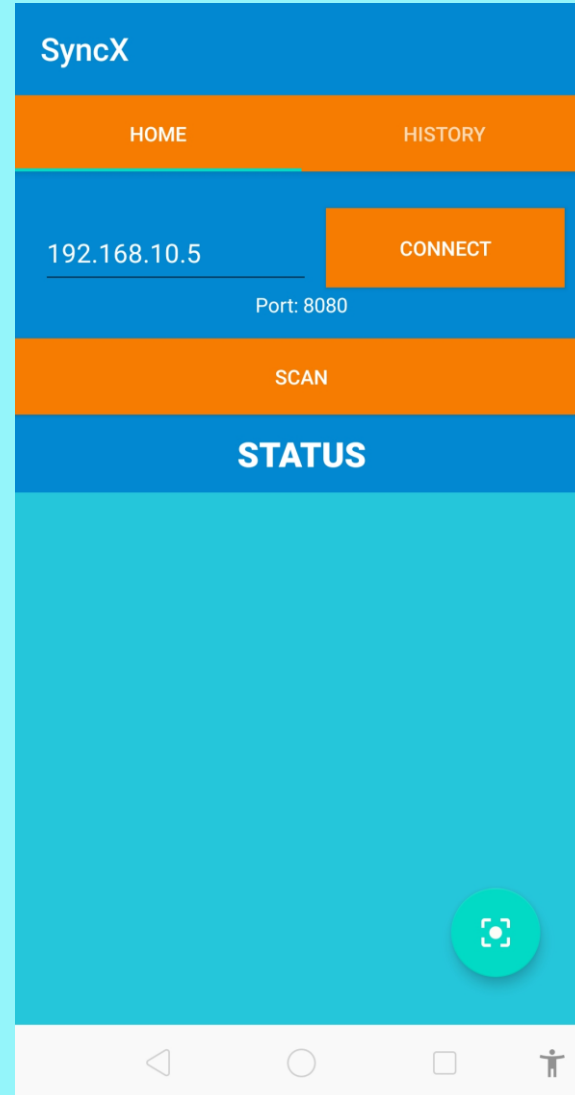 SyncX
HOME HISTORY
192.168.10.5 CONNECT
Port: 8080
SCAN
STATUS